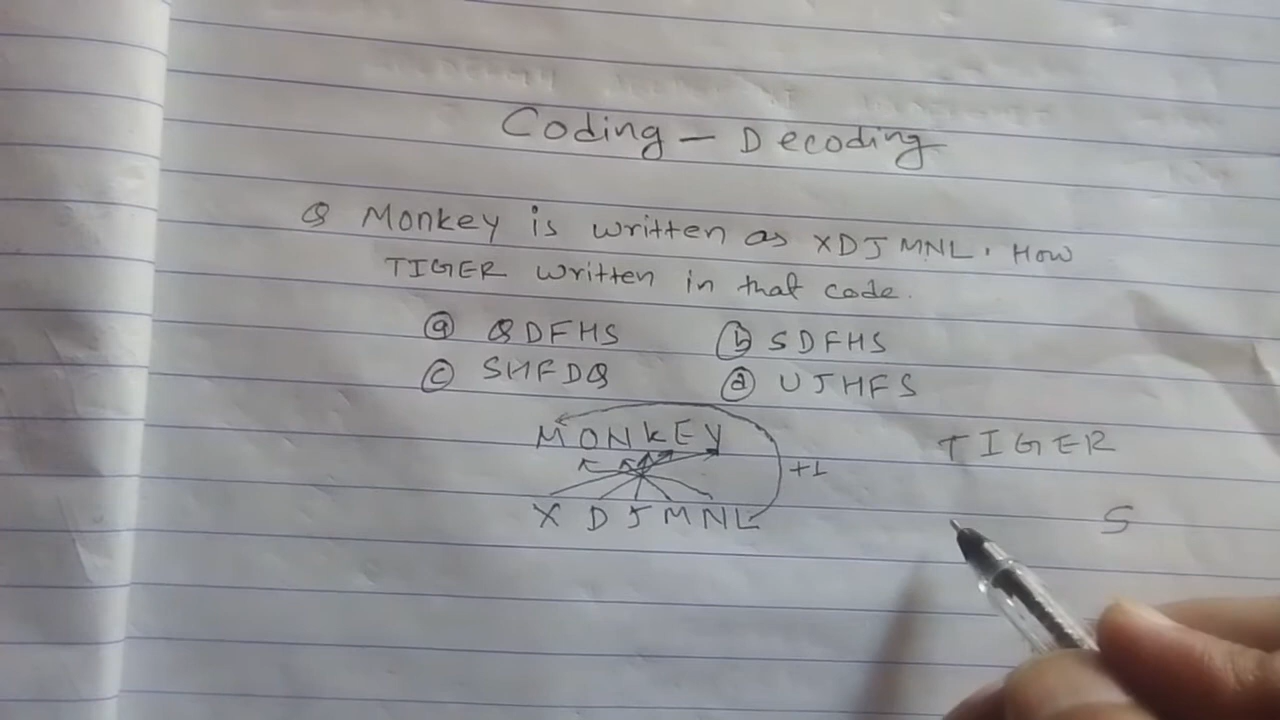 Coding - Decoding
Q Monkey is written as XDJMNL. How
TIGER written in that code.
(a) QDFHS (b) SDFHS
(c) SHFDQ (d) UJHFS
MONKEY
+1
TIGER
XDJMNL
S